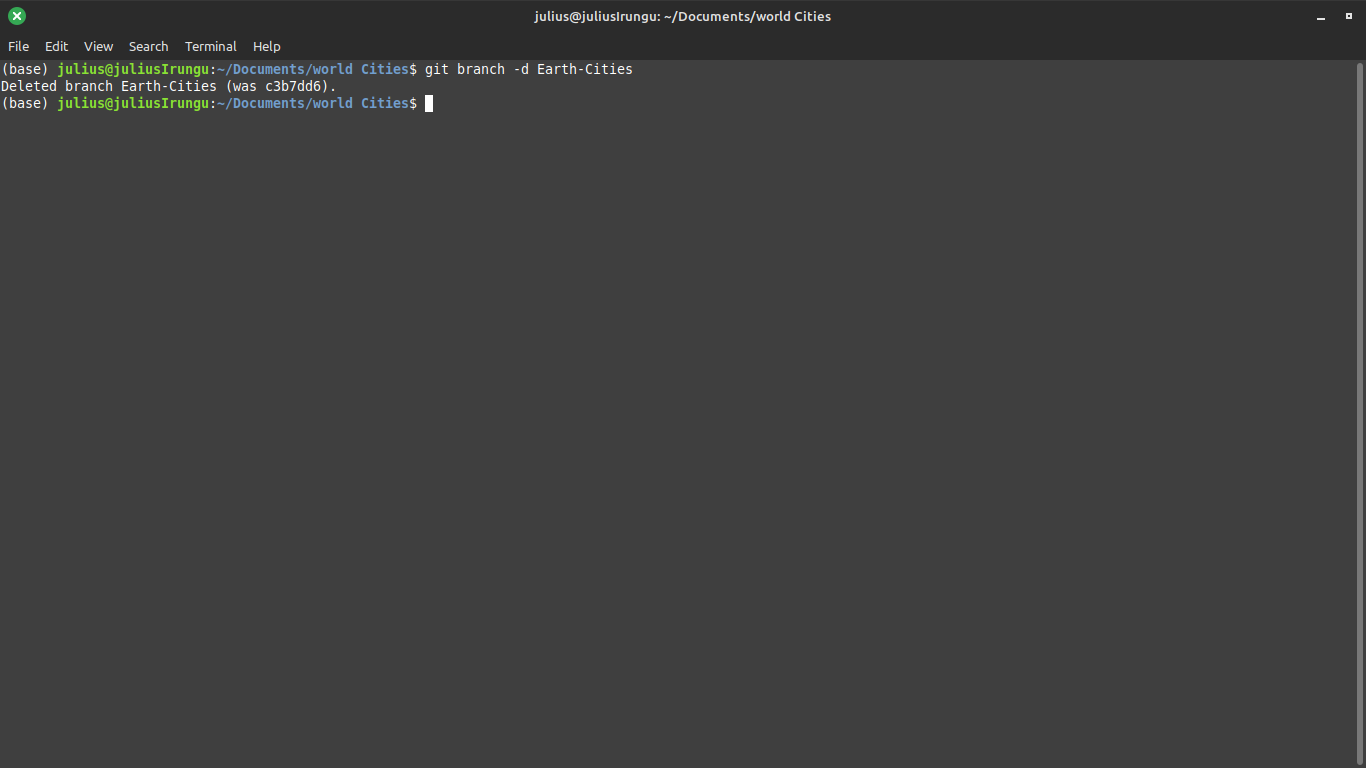 julius@juliusIrungu: ~/Documents/world Cities
File Edit View Search Terminal Help
(base) julius@juliusIrungu:~/Documents/world Cities$ git branch -d Earth-Cities
Deleted branch Earth-Cities (was c3b7dd6).
(base) julius@juliusIrungu:~/Documents/world Cities$